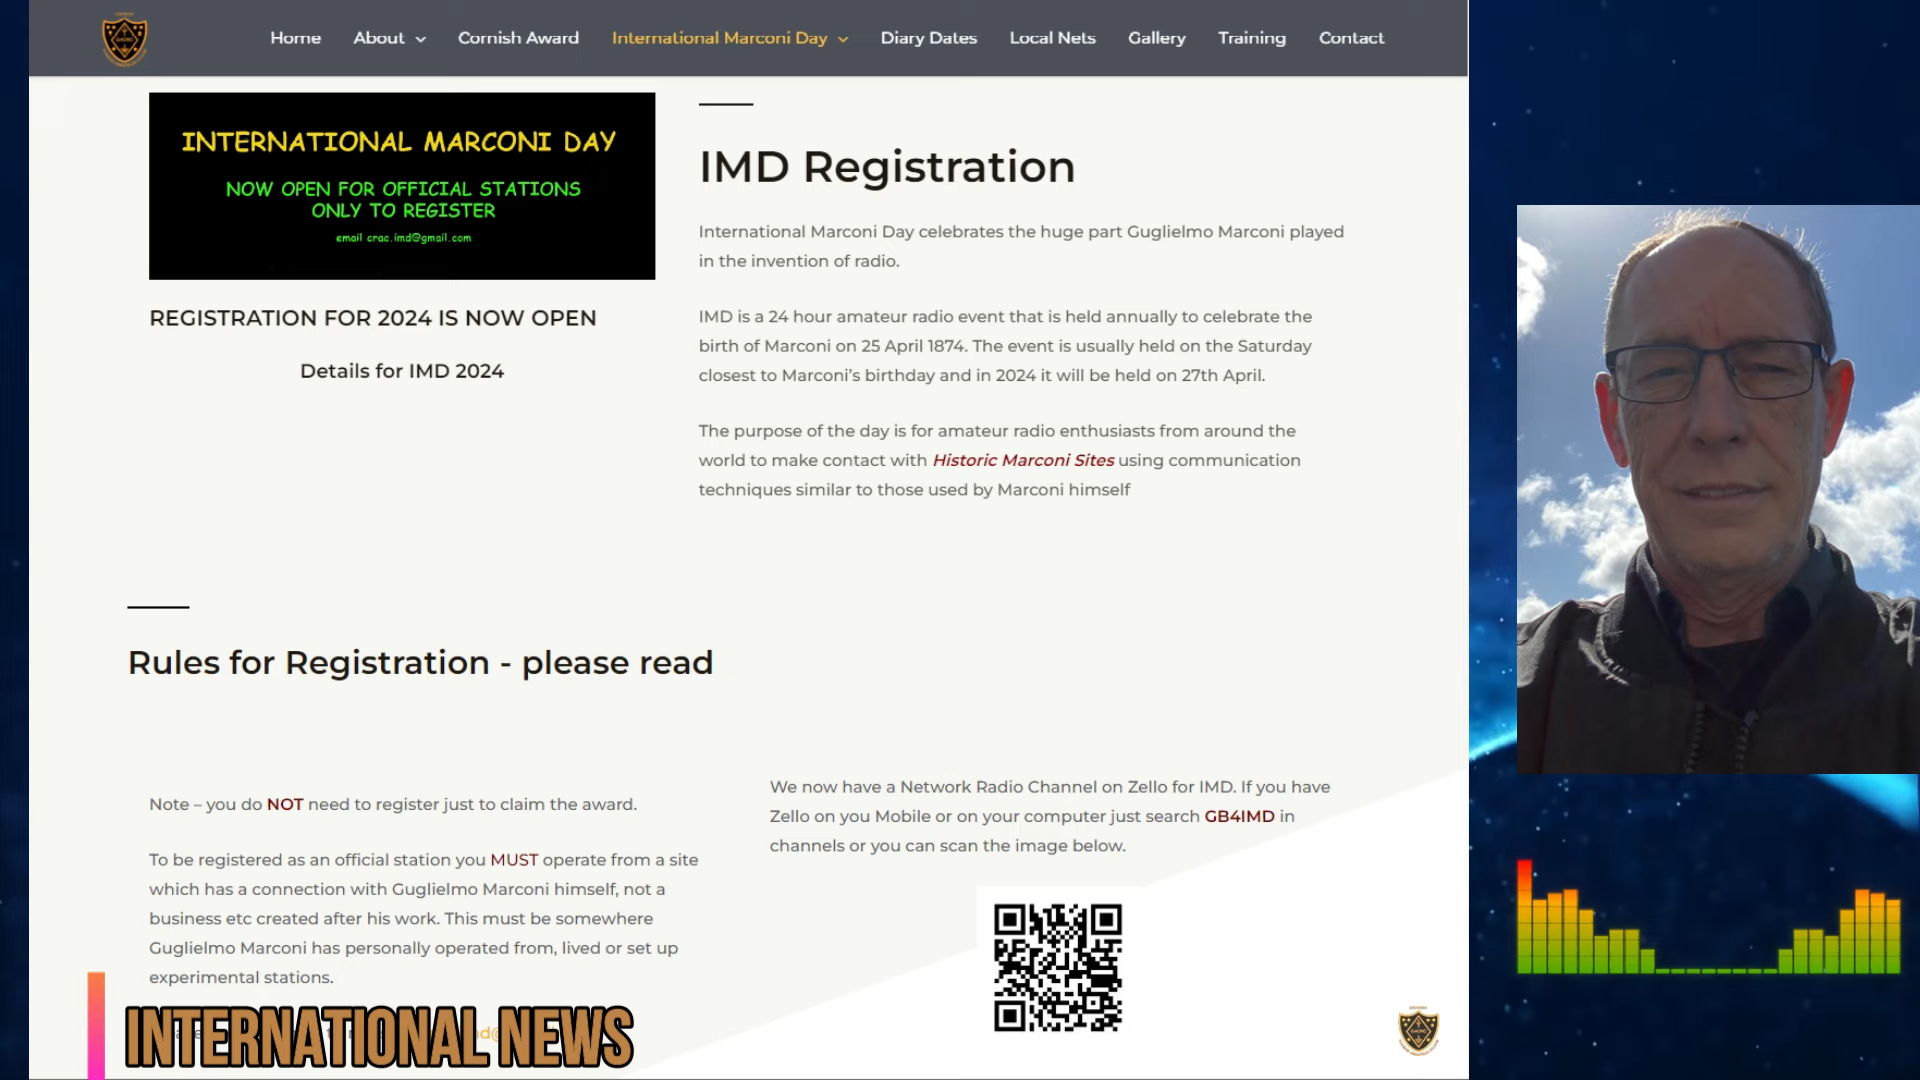 Home About Cornish Award International Marconi Day Diary Dates Local Nets Gallery Training Contact
INTERNATIONAL MARCONI DAY
NOW OPEN FOR OFFICIAL STATIONS
ONLY TO REGISTER
email crac.imd@gmail.com
REGISTRATION FOR 2024 IS NOW OPEN
Details for IMD 2024
IMD Registration
International Marconi Day celebrates the huge part Guglielmo Marconi played
in the invention of radio.
IMD is a 24 hour amateur radio event that is held annually to celebrate the
birth of Marconi on 25 April 1874. The event is usually held on the Saturday
closest to Marconi's birthday and in 2024 it will be held on 27th April.
The purpose of the day is for amateur radio enthusiasts from around the
world to make contact with Historic Marconi Sites using communication
techniques similar to those used by Marconi himself
Rules for Registration - please read
Note – you do NOT need to register just to claim the award.
To be registered as an official station you MUST operate from a site
which has a connection with Guglielmo Marconi himself, not a
business etc created after his work. This must be somewhere
Guglielmo Marconi has personally operated from, lived or set up
experimental stations.
We now have a Network Radio Channel on Zello for IMD. If you have
Zello on you Mobile or on your computer just search GB4IMD in
channels or you can scan the image below.
INTERNATIONAL NEWS